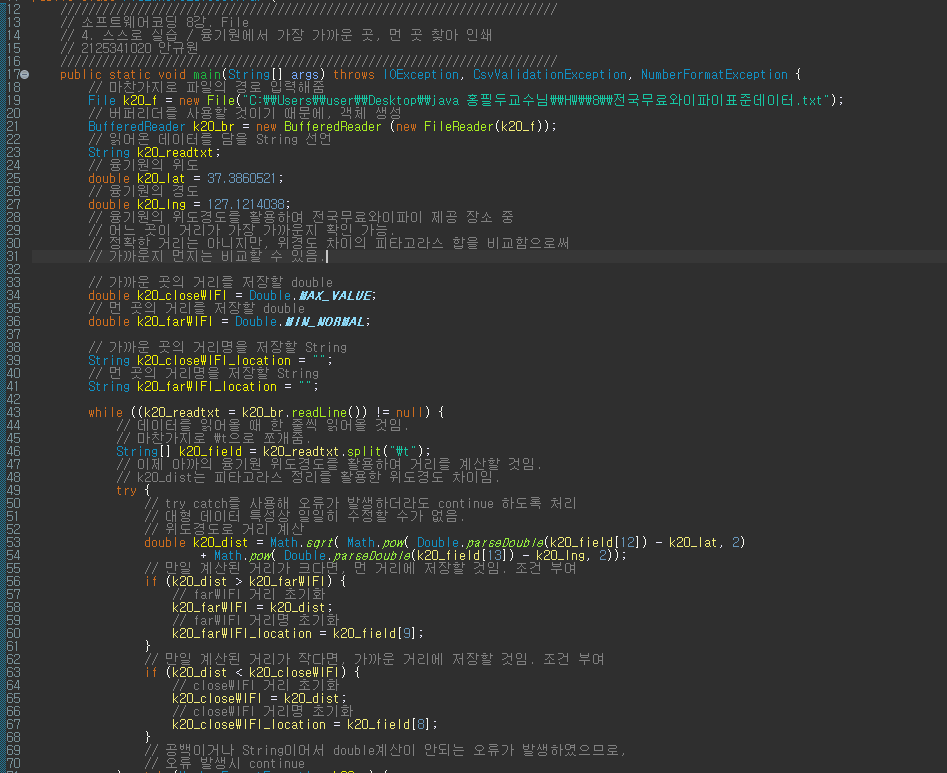 12 ////////////////////////////////////////////////////////////////////////
13 // 소프트웨어코딩 8강. File
14 // 4. 스스로 실습 / 융기원에서 가장 가까운 곳, 먼 곳 찾아 인쇄
15 // 2125341020 안규원
16 ////////////////////////////////////////////////////////////////////////
17 public static void main(String[] args) throws IOException, CsvValidationException, NumberFormatException {
18 // 마찬가지로 파일의 경로 입력해줌
19 File k20_f = new File("C:₩₩Users₩₩user₩₩Desktop₩₩java 홍필두교수님₩₩H₩₩₩8₩₩전국무료와이파이표준데이터.txt");
20 // 버퍼리더를 사용할 것이기 때문에, 객체 생성
21 BufferedReader k20_br = new BufferedReader (new FileReader(k20_f));
22 // 읽어온 데이터를 담을 String 선언
23 String k20_readtxt;
24 // 융기원의 위도
25 double k20_lat = 37.3860521;
26 // 융기원의 경도
27 double k20_lng = 127.1214038;
28 // 융기원의 위도경도를 활용하여 전국무료와이파이 제공 장소 중
29 // 어느 곳이 거리가 가장 가까운지 확인 가능.
30 // 정확한 거리는 아니지만, 위경도 차이의 피타고라스 합을 비교함으로써
31 // 가까운지 먼지는 비교할 수 있음.
32
33 // 가까운 곳의 거리를 저장할 double
34 double k20_closeWIFI = Double.MAX_VALUE;
35 // 먼 곳의 거리를 저장할 double
36 double k20_farWIFI = Double.MIN_NORMAL;
37
38 // 가까운 곳의 거리명을 저장할 String
39 String k20_closeWIFI_location = "";
40 // 먼 곳의 거리명을 저장할 String
41 String k20_farWIFI_location = "";
42
43 while ((k20_readtxt = k20_br.readLine()) != null) {
44 // 데이터를 읽어올 때 한 줄씩 읽어올 것임.
45 // 마찬가지로 ₩t으로 쪼개줌.
46 String[] k20_field = k20_readtxt.split("₩t");
47 // 이제 아까의 융기원 위도경도를 활용하여 거리를 계산할 것임.
48 // k20_dist는 피타고라스 정리를 활용한 위도경도 차이임.
49 try {
50 // try catch를 사용해 오류가 발생하더라도 continue 하도록 처리
51 // 대형 데이터 특성상 일일히 수정할 수가 없음.
52 // 위도경도로 거리 계산
53 double k20_dist = Math.sqrt( Math.pow( Double.parseDouble(k20_field[12]) - k20_lat, 2)
54 + Math.pow( Double.parseDouble(k20_field[13]) - k20_lng, 2));
55 // 만일 계산된 거리가 크다면, 먼 거리에 저장할 것임. 조건 부여
56 if (k20_dist > k20_farWIFI) {
57 // farWIFI 거리 초기화
58 k20_farWIFI = k20_dist;
59 // farWIFI 거리명 초기화
60 k20_farWIFI_location = k20_field[9];
61 }
62 // 만일 계산된 거리가 작다면, 가까운 거리에 저장할 것임. 조건 부여
63 if (k20_dist < k20_closeWIFI) {
64 // closeWIFI 거리 초기화
65 k20_closeWIFI = k20_dist;
66 // closeWIFI 거리명 초기화
67 k20_closeWIFI_location = k20_field[8];
68 }
69 // 공백이거나 String이어서 double계산이 안되는 오류가 발생하였으므로,
70 // 오류 발생시 continue